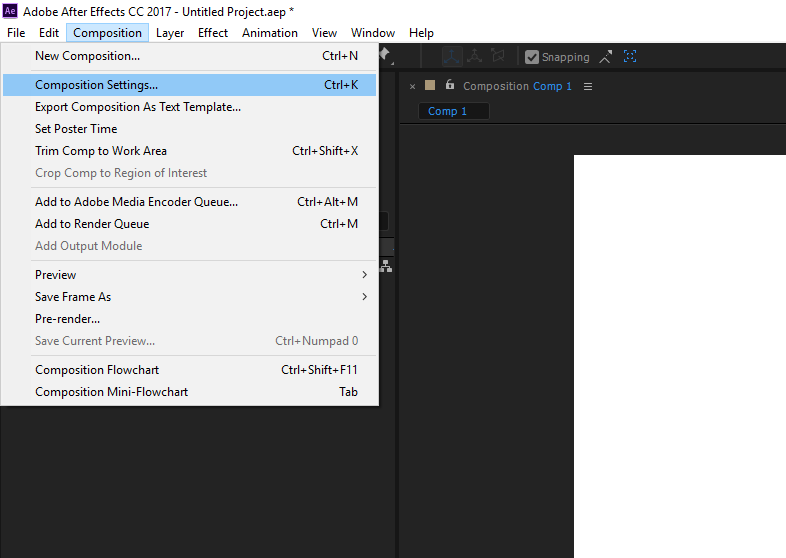 Ae Adobe After Effects CC 2017 - Untitled Project.aep *
File Edit Composition Layer Effect Animation View Window Help
New Composition... Ctrl+N
Composition Settings... Ctrl+K
Export Composition As Text Template...
Set Poster Time
Trim Comp to Work Area Ctrl+Shift+X
Crop Comp to Region of Interest
Add to Adobe Media Encoder Queue... Ctrl+Alt+M
Add to Render Queue Ctrl+M
Add Output Module
Preview
Save Frame As
Pre-render...
Save Current Preview... Ctrl+Numpad 0
Composition Flowchart Ctrl+Shift+F11
Composition Mini-Flowchart Tab
Snapping
Composition Comp 1
Comp 1